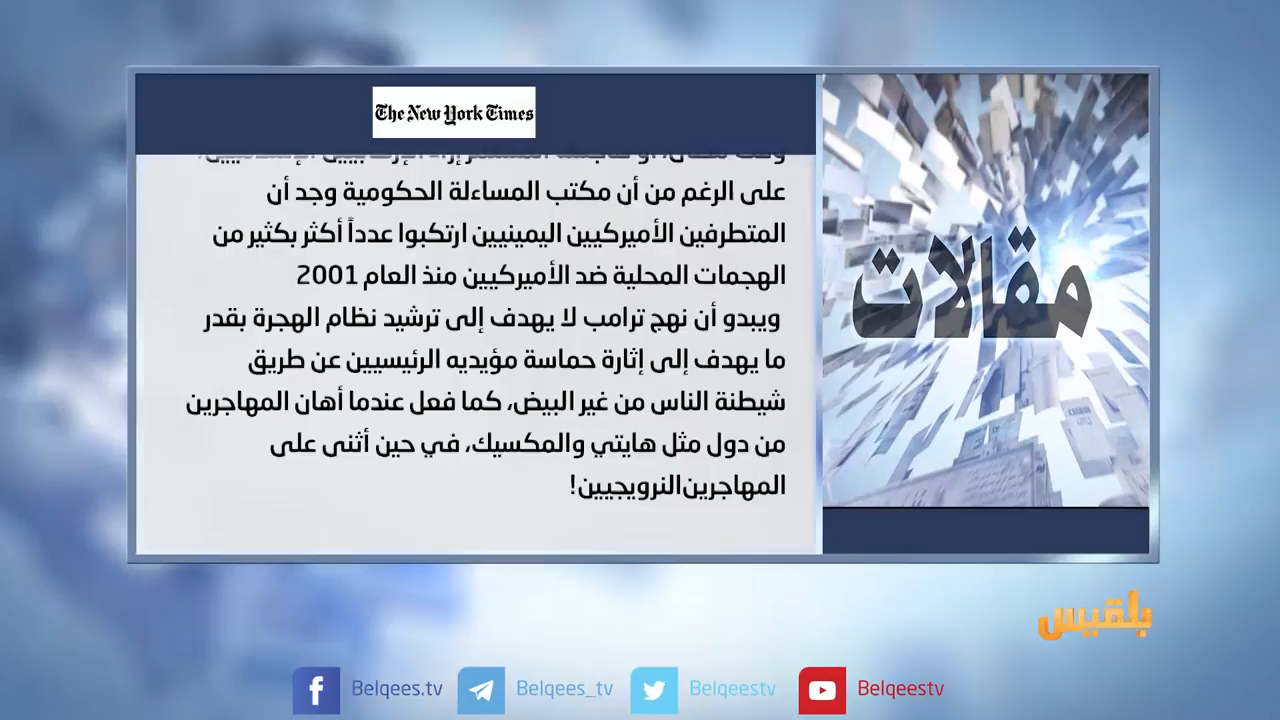 The New York Times
على الرغم من أن مكتب المساءلة الحكومية وجد أن
المتطرفين الأميركيين اليمينيين ارتكبوا عدداً أكثر بكثير من
الهجمات المحلية ضد الأميركيين منذ العام 2001
ويبدو أن نهج ترامب لا يهدف إلى ترشيد نظام الهجرة بقدر
ما يهدف إلى إثارة حماسة مؤيديه الرئيسيين عن طريق
شيطنة الناس من غير البيض، كما فعل عندما أهان المهاجرين
من دول مثل هايتي والمكسيك، في حين أثنى على
المهاجرين النرويجيين!
مقالات
بلقيس
Belqees.tv
Belqees_tv
Belqeestv
Belqeestv